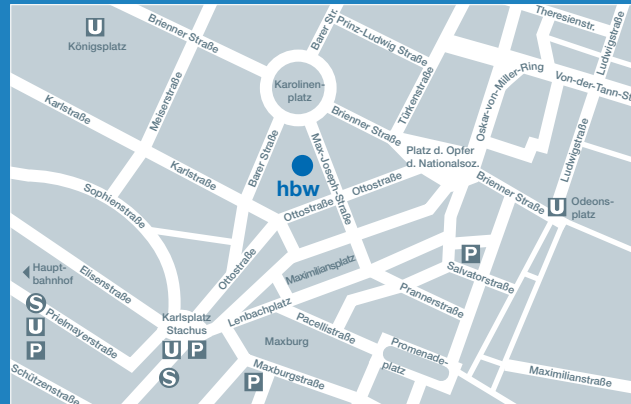 Theresienstr.
Brienner Straße
Barer Str.
Prinz-Ludwig Straße
Ludwigstraße
U
Königsplatz
Türkenstraße
Oskar-von-Miller-Ring
Von-der-Tann-St
Meiserstraße
Karolinen-
platz
Karlstraße
Brienner Straße
Platz d. Opfer
d. Nationalsoz.
Ludwigstraße
Barer Straße
Max-Joseph-Straße
Karlstraße
hbw
Ottostraße
Ottostraße
Brienner Straße
Sophienstraße
U
Odeons-
platz
Haupt-
bahnhof
Elisenstraße
Ottostraße
Maximiliansplatz
P
Salvatorstraße
S
U
P
Prielmayerstraße
Karlsplatz
Stachus
U P
S
Lenbachplatz
Prannerstraße
Pacellistraße
Maxburg
Promenade-
platz
Maxburgstraße
P
Maximilianstraße
Schützenstraße